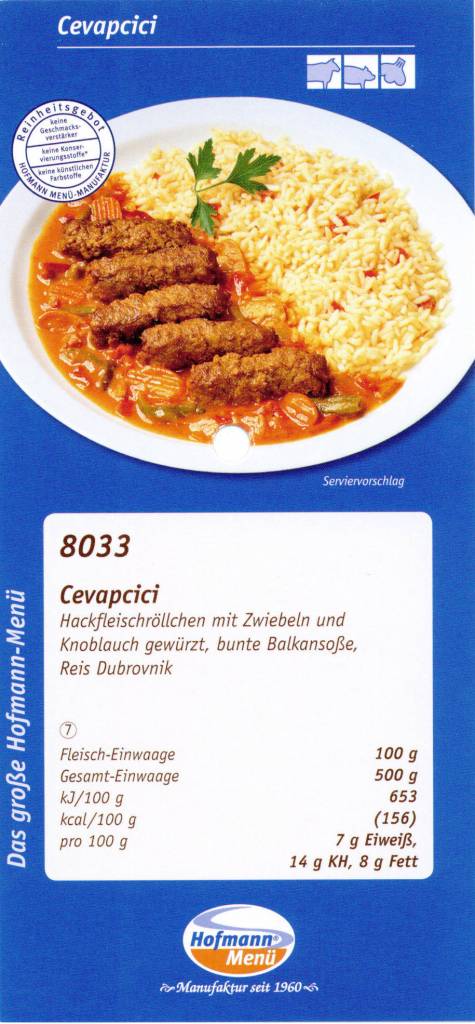 Cevapcici
Reinheitsgebot
keine
Geschmacks-
verstärker
keine Konser-
vierungsstoffe*
keine künstlichen
Farbstoffe
HOFMANN MENÜ-MANUFAKTUR
Serviervorschlag
8033
Cevapcici
Hackfleischröllchen mit Zwiebeln und
Knoblauch gewürzt, bunte Balkansoße,
Reis Dubrovnik
7
Fleisch-Einwaage 100 g
Gesamt-Einwaage 500 g
kJ/100 g 653
kcal/100 g (156)
pro 100 g 7 g Eiweiß,
14 g KH, 8 g Fett
Das große Hofmann-Menü
Hofmann®
Menü
Manufaktur seit 1960